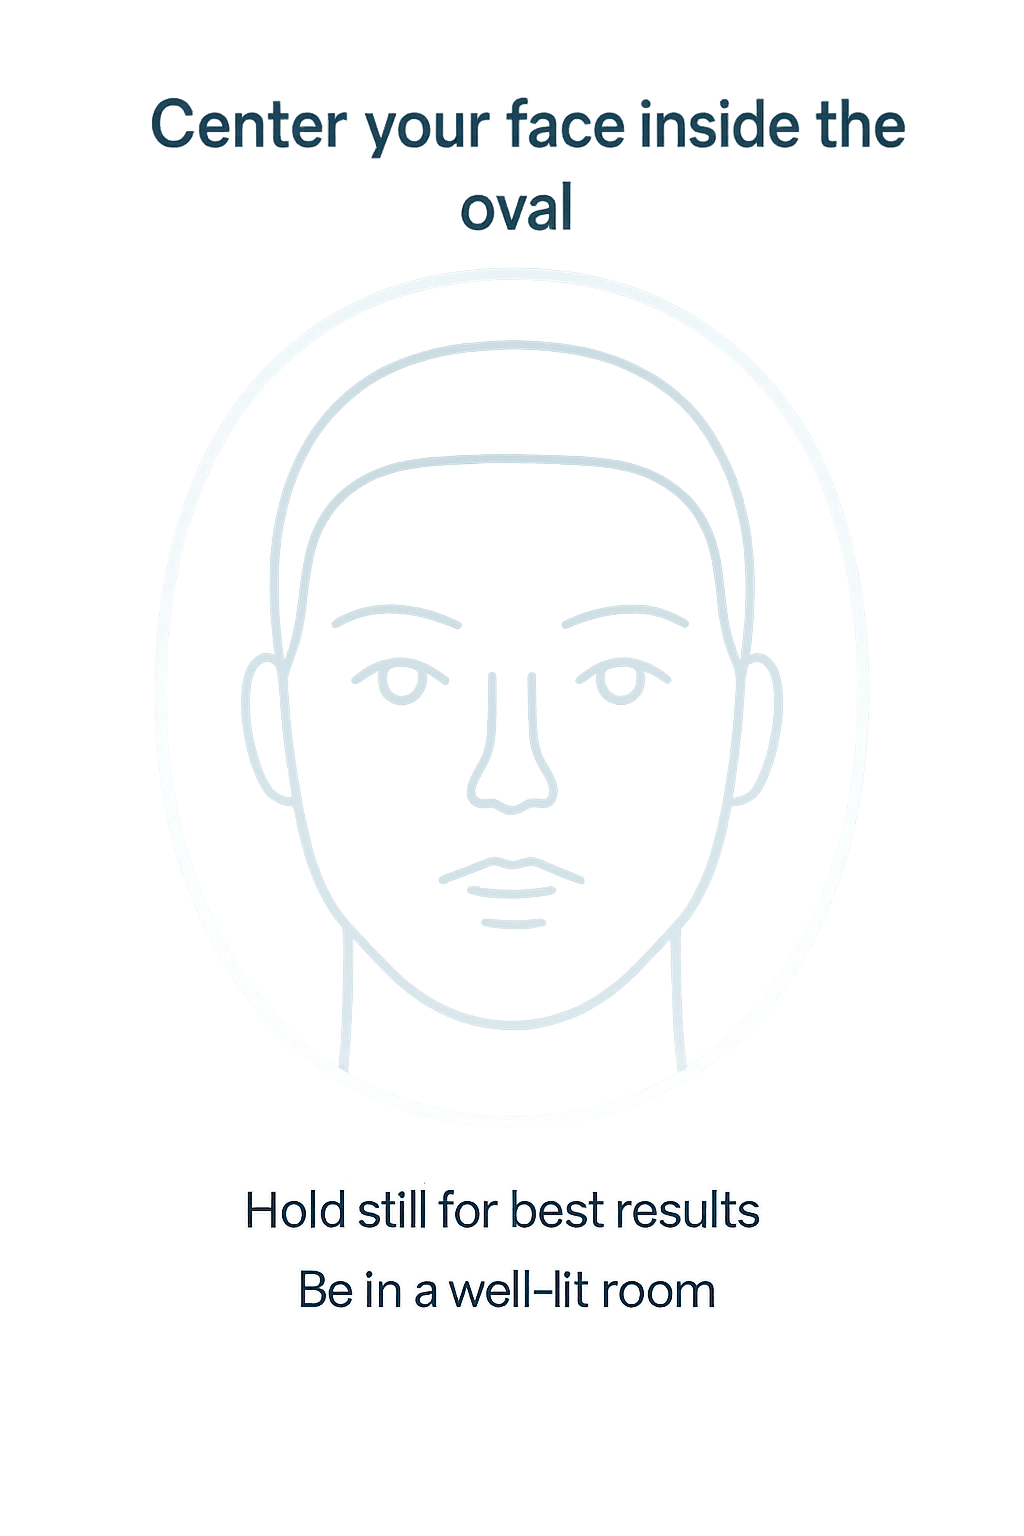 Center your face inside the
oval
Hold still for best results
Be in a well-lit room